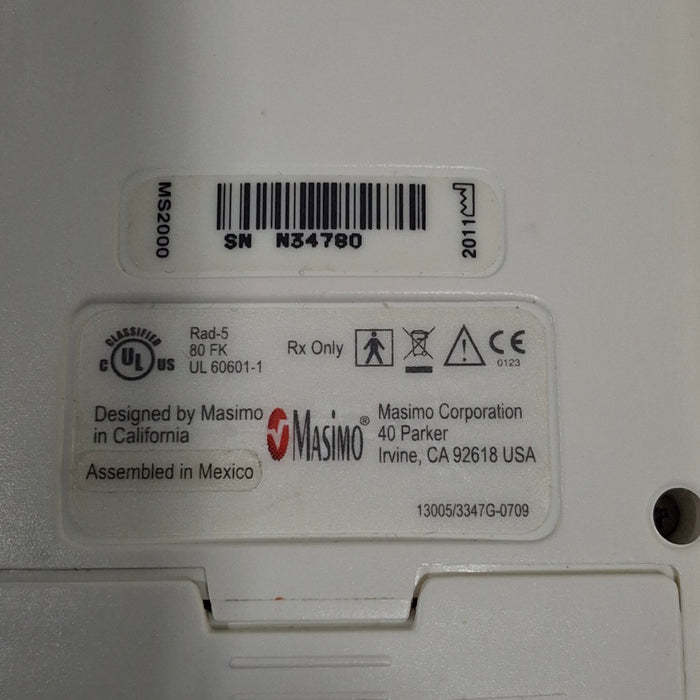 MS2000
SN N34780
2011
CLASSIFIED
C UL US
Rad-5
80 FK
UL 60601-1
Rx Only
CE
0123
Designed by Masimo
in California
Assembled in Mexico
MASIMO®
Masimo Corporation
40 Parker
Irvine, CA 92618 USA
13005/3347G-0709